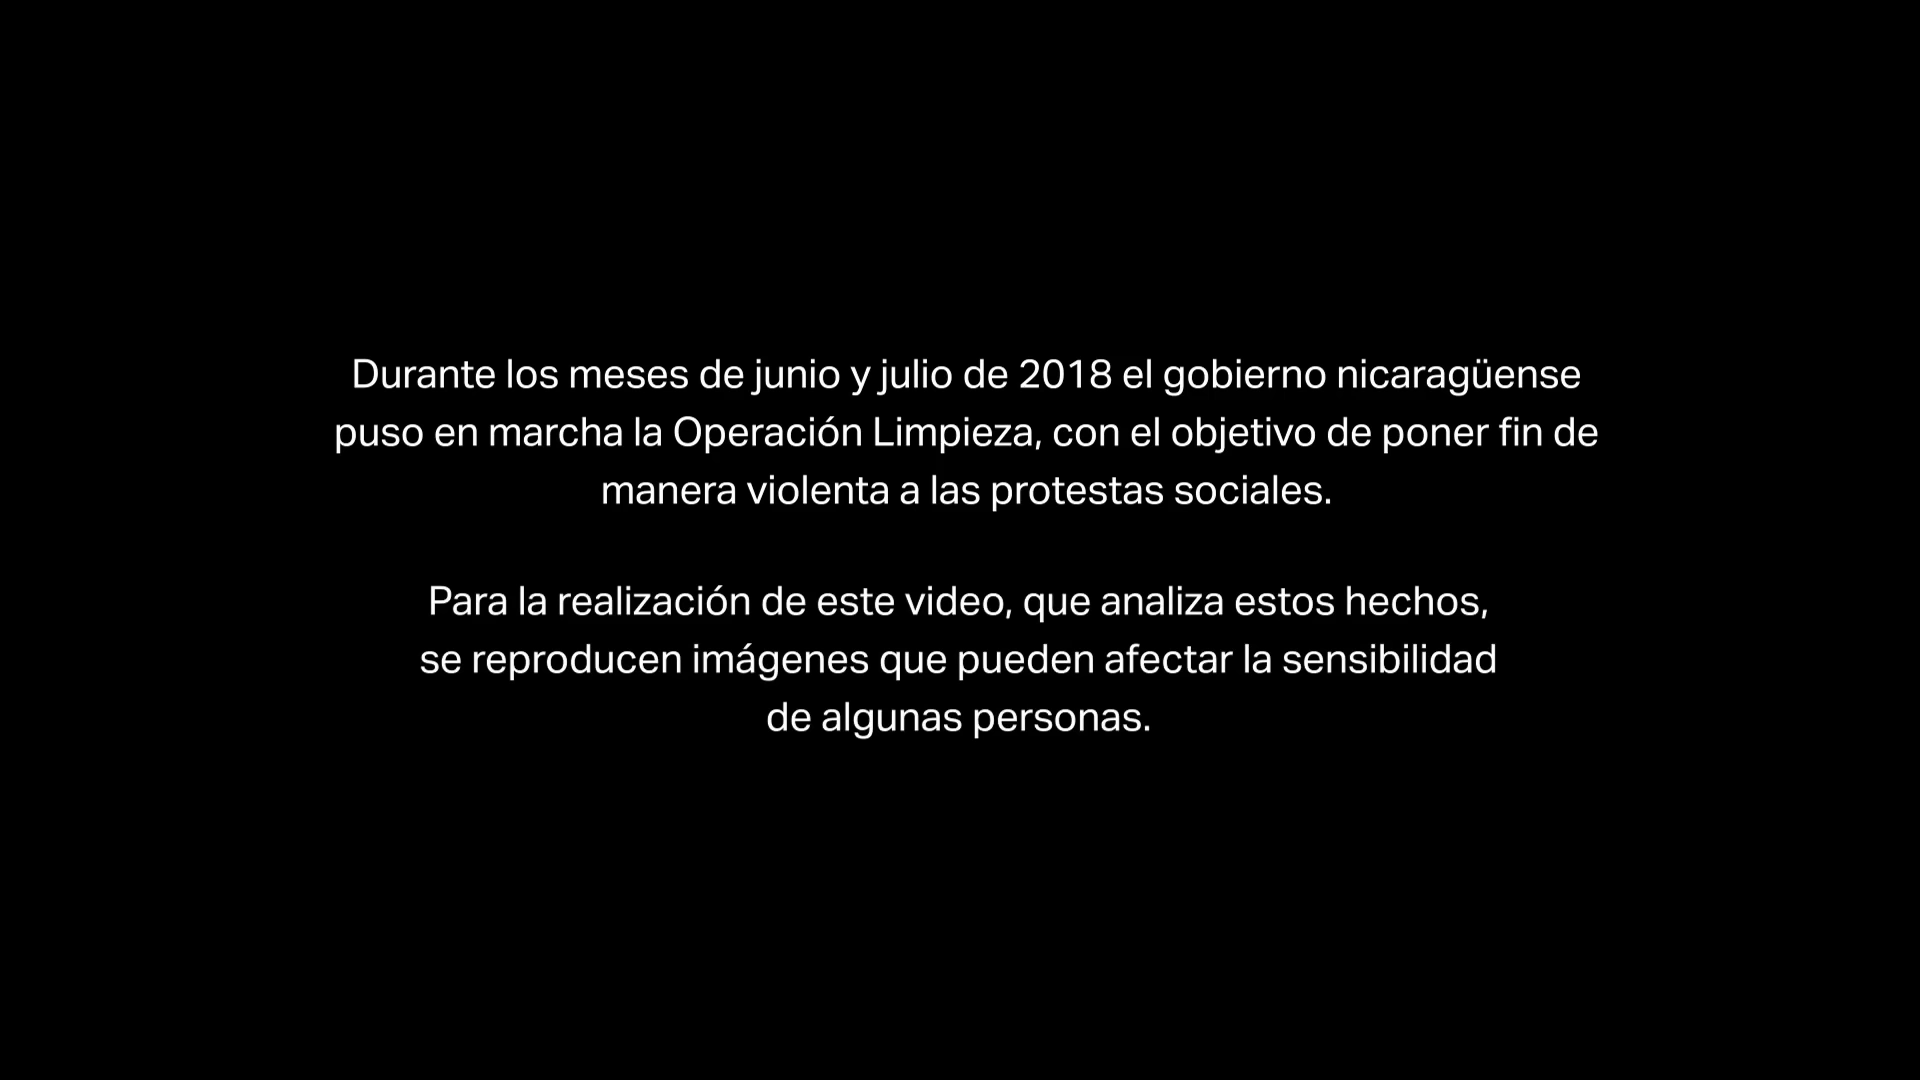 Durante los meses de junio y julio de 2018 el gobierno nicaragüense
puso en marcha la Operación Limpieza, con el objetivo de poner fin de
manera violenta a las protestas sociales.
Para la realización de este video, que analiza estos hechos,
se reproducen imágenes que pueden afectar la sensibilidad
de algunas personas.